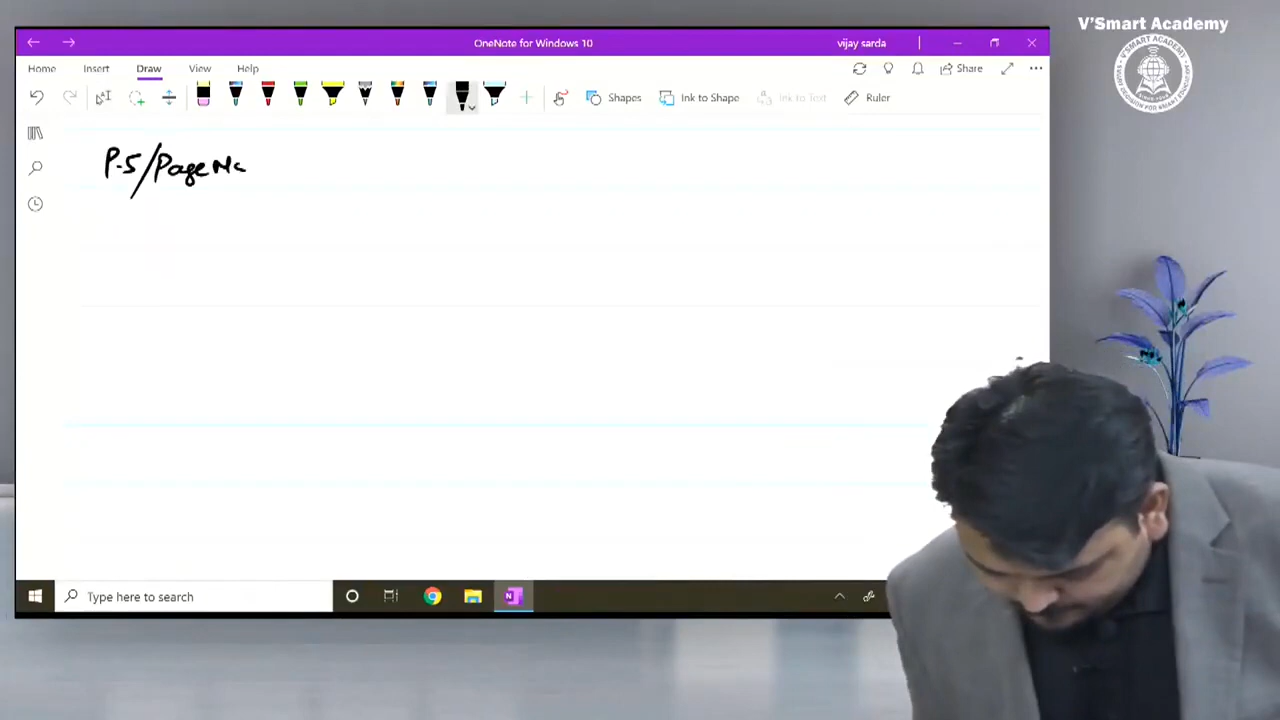 V'Smart Academy
OneNote for Windows 10
vijay sarda
Home Insert Draw View Help
Share
Shapes Ink to Shape Ink to Text Ruler
P-5/Page No
Type here to search